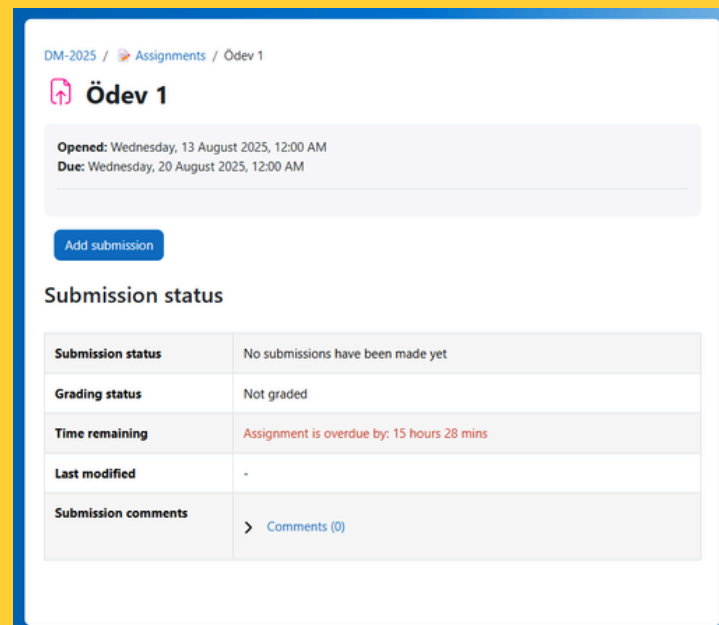 DM-2025 / Assignments / Ödev 1
Ödev 1
Opened: Wednesday, 13 August 2025, 12:00 AM
Due: Wednesday, 20 August 2025, 12:00 AM
Add submission
Submission status
Submission status No submissions have been made yet
Grading status Not graded
Time remaining Assignment is overdue by: 15 hours 28 mins
Last modified -
Submission comments Comments (0)